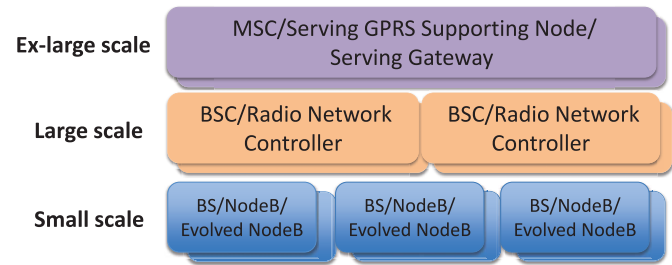 Ex-large scale
MSC/Serving GPRS Supporting Node/
Serving Gateway
Large scale
BSC/Radio Network
Controller
BSC/Radio Network
Controller
Small scale
BS/NodeB/
Evolved NodeB
BS/NodeB/
Evolved NodeB
BS/NodeB/
Evolved NodeB